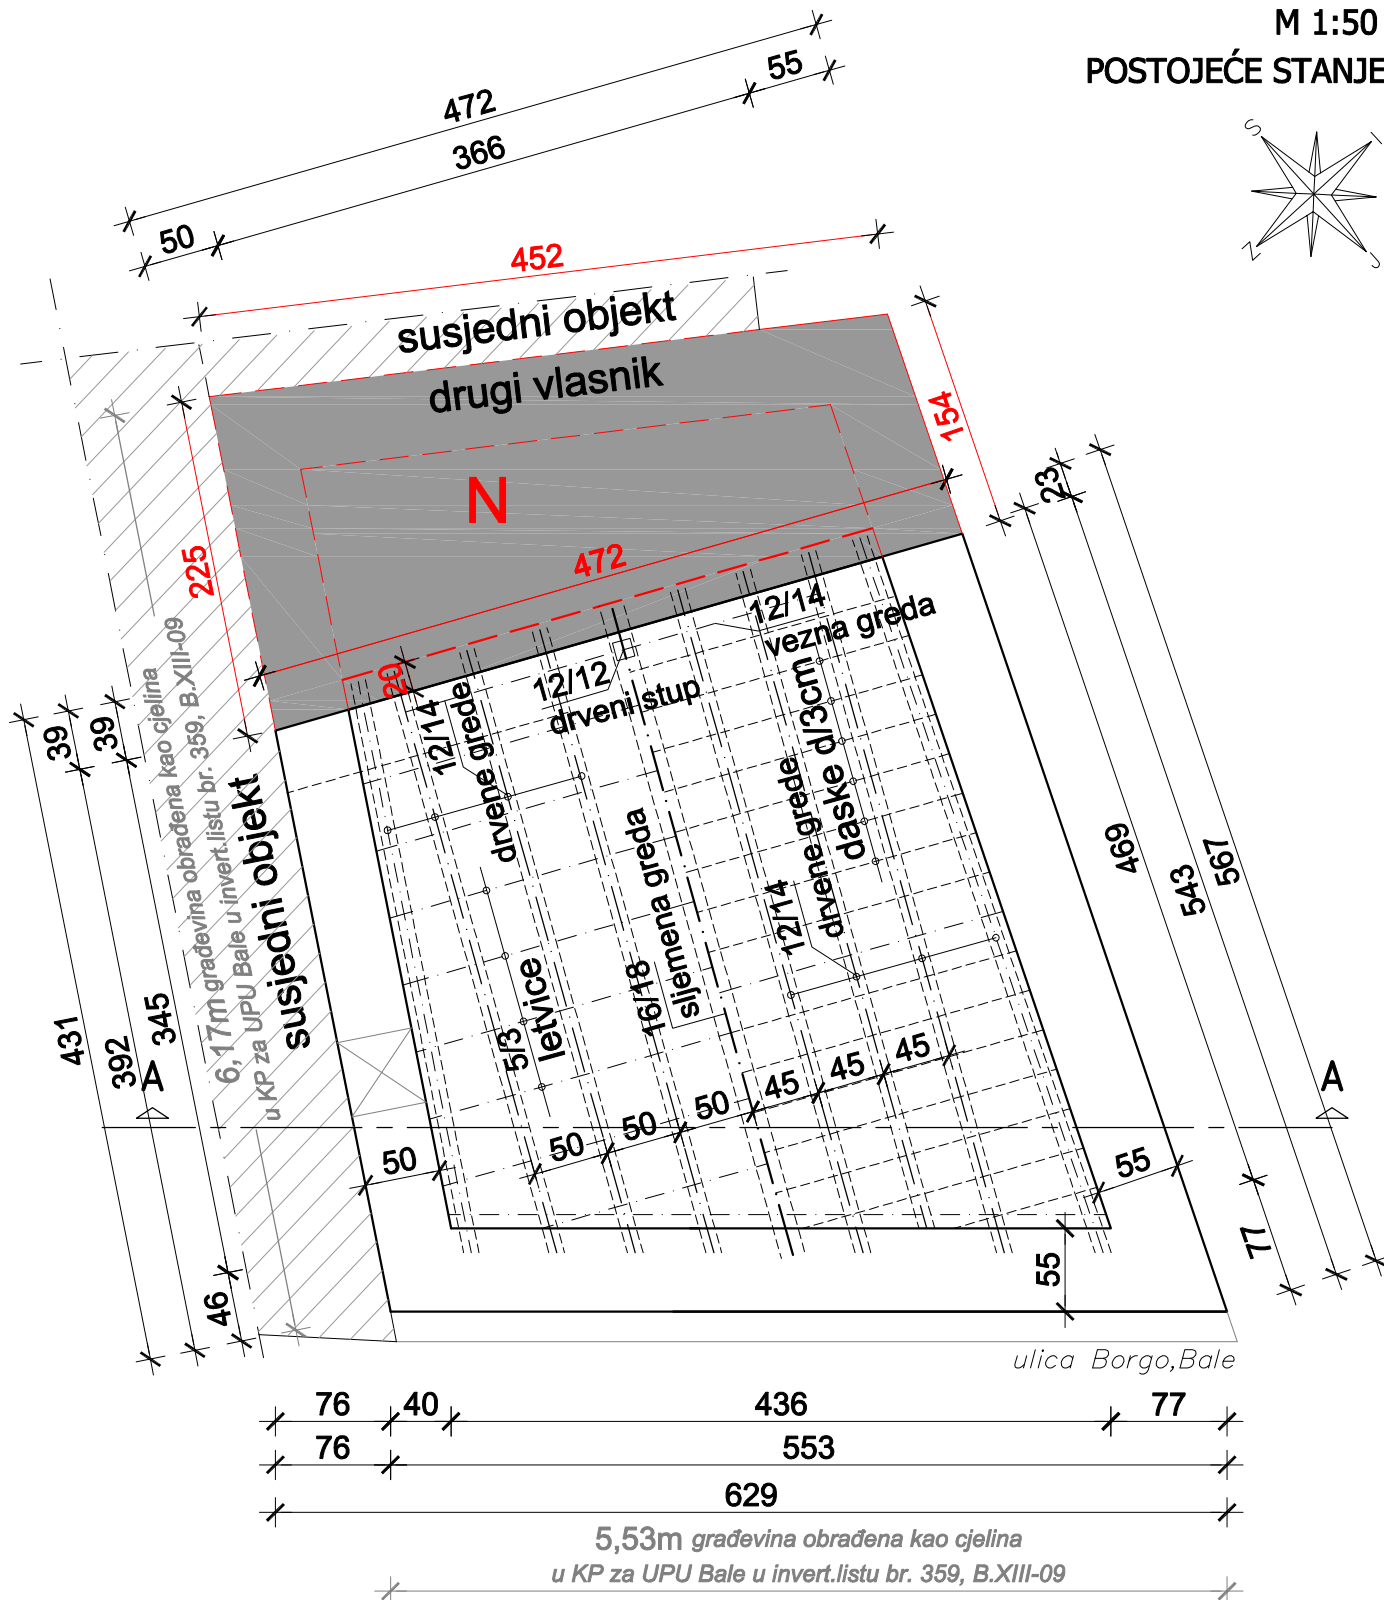 M 1:50
POSTOJEĆE STANJE
S
I
Z
J
472
55
366
50
452
susjedni objekt
drugi vlasnik
154
N
23
225
472
20
12/14
vezna greda
12/12
drveni stup
12/14
drvene grede
daske d/3cm
12/14
drvene grede
39
39
susjedni objekt
6,17m građevina obrađena kao cjelina
u KP za UPU Bale u invert.listu br. 359, B.XIII-09
16/18
sljemena greda
5/3
letvice
469
543
567
431
392
345
A
A
45
45
45
50
50
50
50
55
77
46
55
ulica Borgo,Bale
76
40
436
77
76
553
629
5,53m građevina obrađena kao cjelina
u KP za UPU Bale u invert.listu br. 359, B.XIII-09